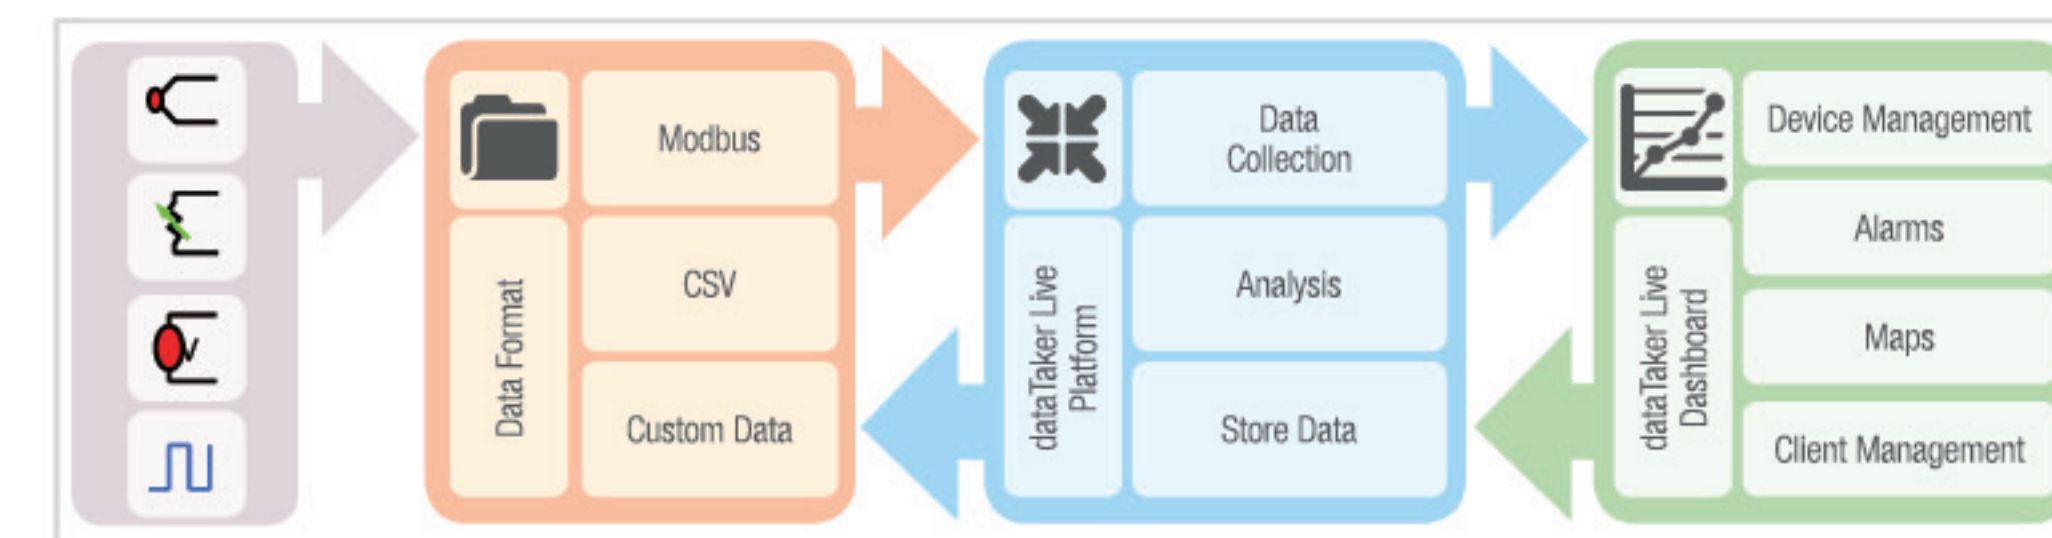 V
Data Format
Modbus
CSV
Custom Data
dataTaker Live
Platform
Data
Collection
Analysis
Store Data
dataTaker Live
Dashboard
Device Management
Alarms
Maps
Client Management